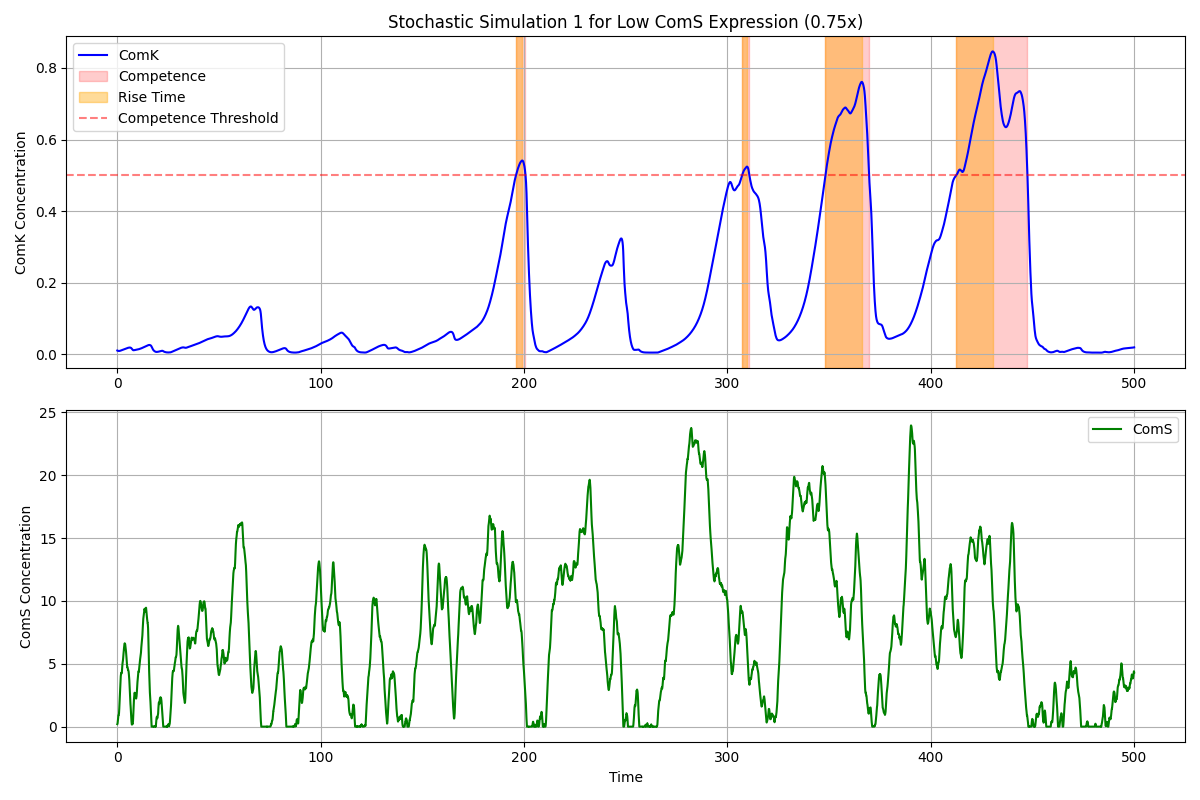 Stochastic Simulation 1 for Low ComS Expression (0.75x)
ComK
Competence
Rise Time
Competence Threshold
ComK Concentration
0.8
0.6
0.4
0.2
0.0
0 100 200 300 400 500
ComS
ComS Concentration
25
20
15
10
5
0
0 100 200 300 400 500
Time